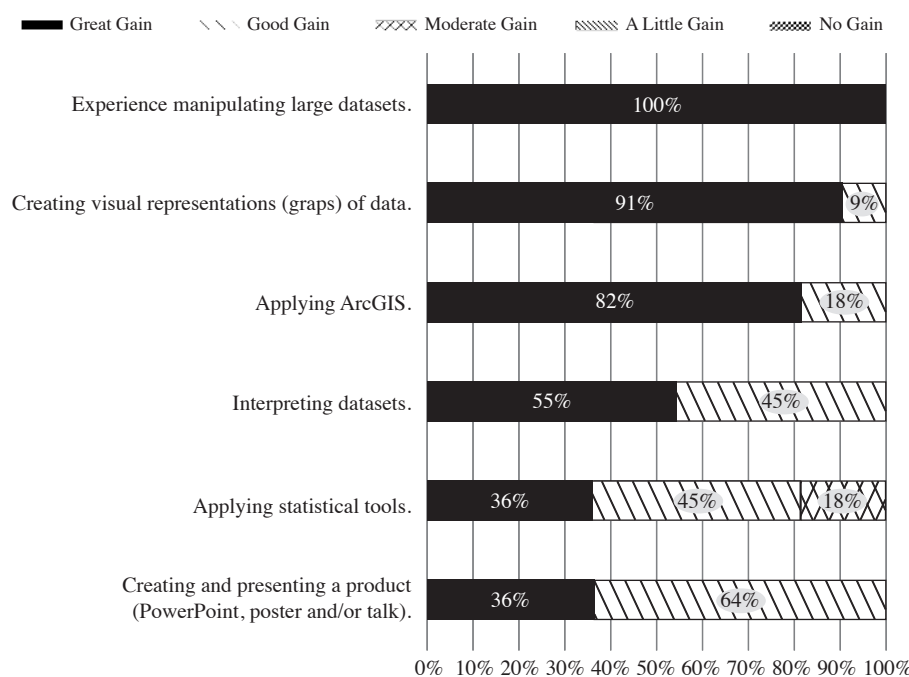 Great Gain Good Gain Moderate Gain A Little Gain No Gain
Experience manipulating large datasets. 100%
Creating visual representations (graps) of data. 91% 9%
Applying ArcGIS. 82% 18%
Interpreting datasets. 55% 45%
Applying statistical tools. 36% 45% 18%
Creating and presenting a product
(PowerPoint, poster and/or talk). 36% 64%
0% 10% 20% 30% 40% 50% 60% 70% 80% 90% 100%